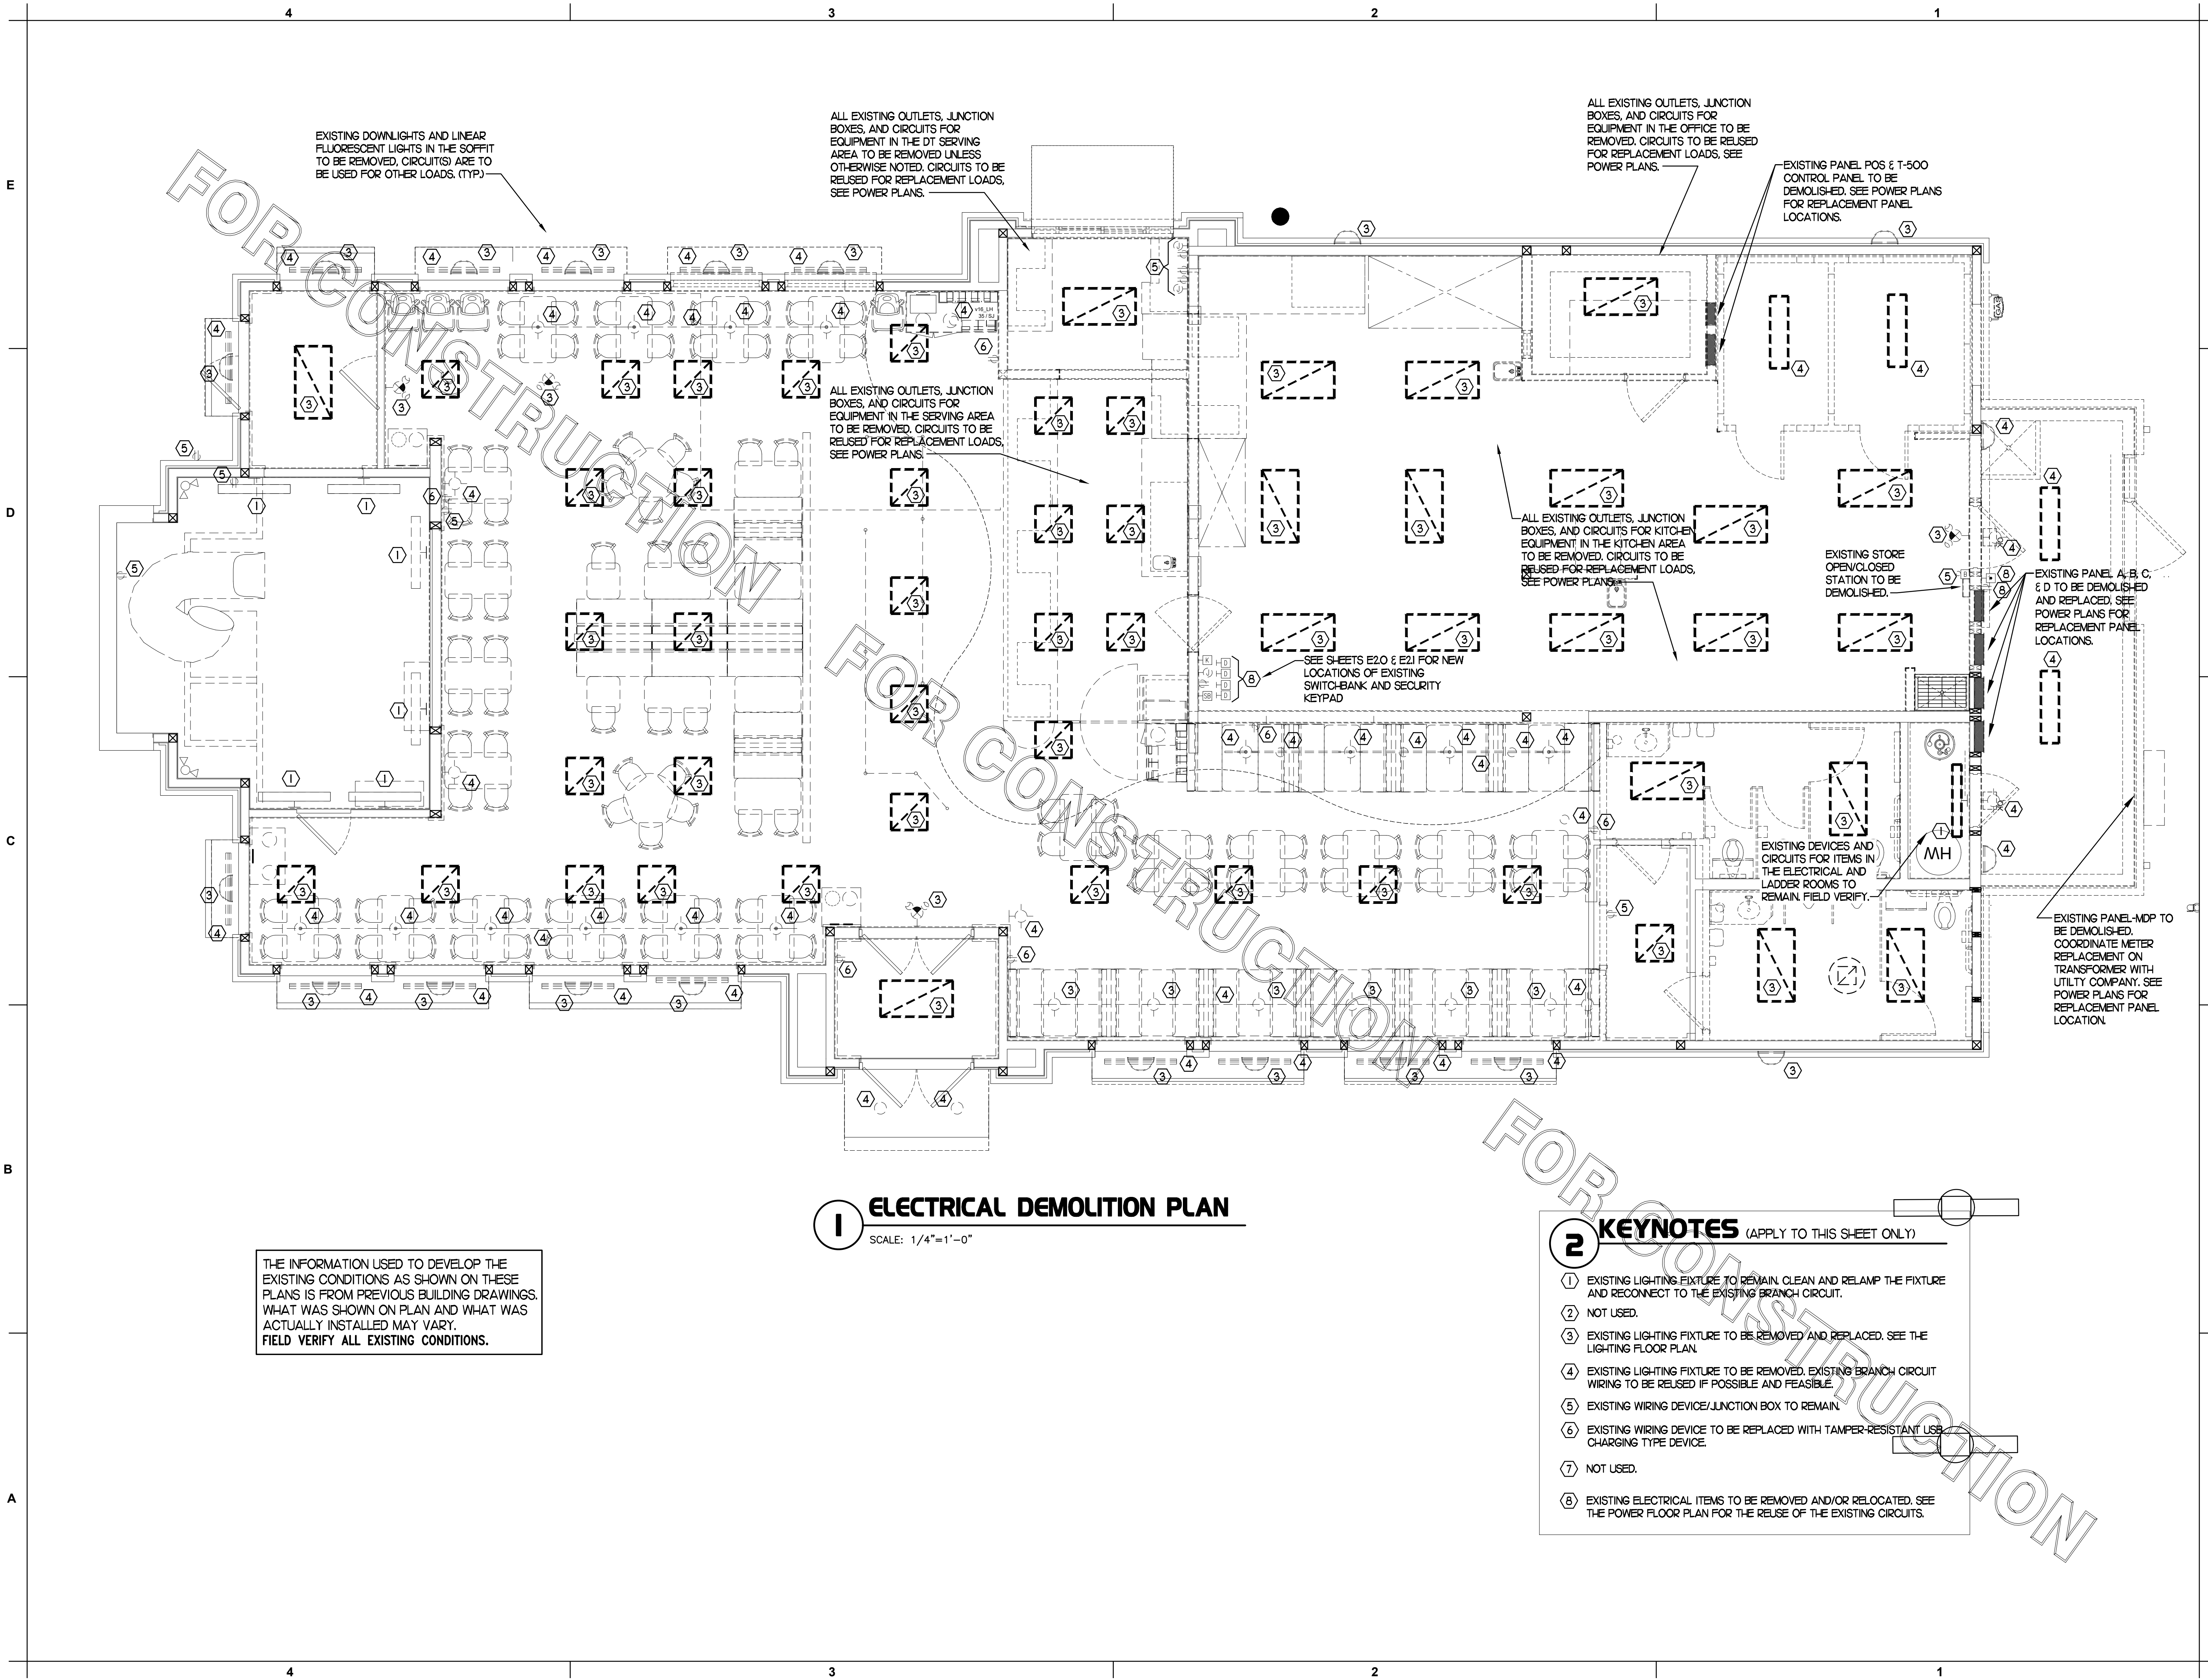 4
3
2
1
E
D
C
B
A
EXISTING DOWNLIGHTS AND LINEAR
FLUORESCENT LIGHTS IN THE SOFFIT
TO BE REMOVED, CIRCUIT(S) ARE TO
BE USED FOR OTHER LOADS. (TYP.)
ALL EXISTING OUTLETS, JUNCTION
BOXES, AND CIRCUITS FOR
EQUIPMENT IN THE DT SERVING
AREA TO BE REMOVED UNLESS
OTHERWISE NOTED. CIRCUITS TO BE
REUSED FOR REPLACEMENT LOADS,
SEE POWER PLANS.
ALL EXISTING OUTLETS, JUNCTION
BOXES, AND CIRCUITS FOR
EQUIPMENT IN THE OFFICE TO BE
REMOVED. CIRCUITS TO BE REUSED
FOR REPLACEMENT LOADS, SEE
POWER PLANS.
EXISTING PANEL POS & T-500
CONTROL PANEL TO BE
DEMOLISHED. SEE POWER PLANS
FOR REPLACEMENT PANEL
LOCATIONS.
GAS
v16_LH
35/SJ
ALL EXISTING OUTLETS, JUNCTION
BOXES, AND CIRCUITS FOR
EQUIPMENT IN THE SERVING AREA
TO BE REMOVED. CIRCUITS TO BE
REUSED FOR REPLACEMENT LOADS,
SEE POWER PLANS.
ALL EXISTING OUTLETS, JUNCTION
BOXES, AND CIRCUITS FOR KITCHEN
EQUIPMENT IN THE KITCHEN AREA
TO BE REMOVED. CIRCUITS TO BE
REUSED FOR REPLACEMENT LOADS,
SEE POWER PLANS.
EXISTING STORE
OPEN/CLOSED
STATION TO BE
DEMOLISHED.
EXISTING PANEL A, B, C,
& D TO BE DEMOLISHED
AND REPLACED, SEE
POWER PLANS FOR
REPLACEMENT PANEL
LOCATIONS.
SEE SHEETS E2.0 & E2.1 FOR NEW
LOCATIONS OF EXISTING
SWITCHBANK AND SECURITY
KEYPAD
K
D
SB
EXISTING DEVICES AND
CIRCUITS FOR ITEMS IN
THE ELECTRICAL AND
LADDER ROOMS TO
REMAIN. FIELD VERIFY.
WH
EXISTING PANEL-MDP TO
BE DEMOLISHED.
COORDINATE METER
REPLACEMENT ON
TRANSFORMER WITH
UTILTY COMPANY. SEE
POWER PLANS FOR
REPLACEMENT PANEL
LOCATION.
FOR CONSTRUCTION
FOR CONSTRUCTION
FOR CONSTRUCTION
1
ELECTRICAL DEMOLITION PLAN
SCALE: 1/4"=1'-0"
THE INFORMATION USED TO DEVELOP THE
EXISTING CONDITIONS AS SHOWN ON THESE
PLANS IS FROM PREVIOUS BUILDING DRAWINGS.
WHAT WAS SHOWN ON PLAN AND WHAT WAS
ACTUALLY INSTALLED MAY VARY.
FIELD VERIFY ALL EXISTING CONDITIONS.
2 KEYNOTES (APPLY TO THIS SHEET ONLY)
1 EXISTING LIGHTING FIXTURE TO REMAIN. CLEAN AND RELAMP THE FIXTURE
AND RECONNECT TO THE EXISTING BRANCH CIRCUIT.
2 NOT USED.
3 EXISTING LIGHTING FIXTURE TO BE REMOVED AND REPLACED. SEE THE
LIGHTING FLOOR PLAN.
4 EXISTING LIGHTING FIXTURE TO BE REMOVED. EXISTING BRANCH CIRCUIT
WIRING TO BE REUSED IF POSSIBLE AND FEASIBLE.
5 EXISTING WIRING DEVICE/JUNCTION BOX TO REMAIN.
6 EXISTING WIRING DEVICE TO BE REPLACED WITH TAMPER-RESISTANT USB
CHARGING TYPE DEVICE.
7 NOT USED.
8 EXISTING ELECTRICAL ITEMS TO BE REMOVED AND/OR RELOCATED. SEE
THE POWER FLOOR PLAN FOR THE REUSE OF THE EXISTING CIRCUITS.
4
3
2
1